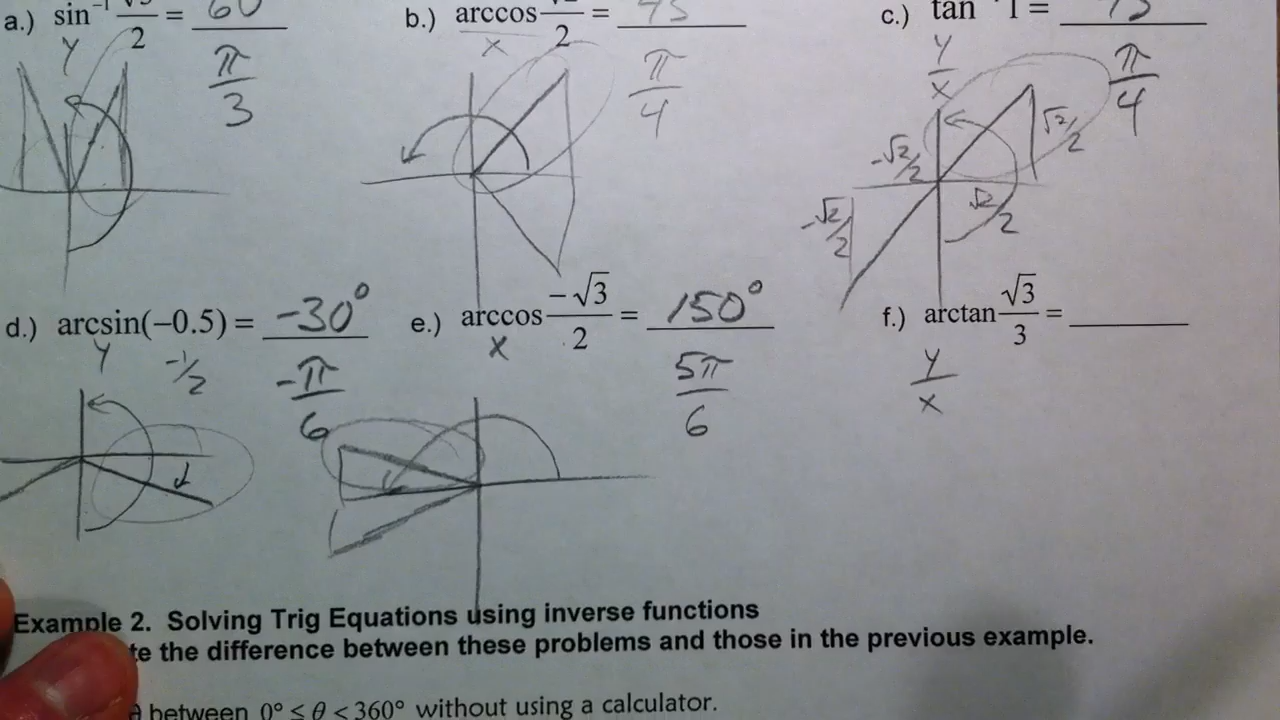 a.) sin⁻¹ √3/2 = 60
b.) arccos √2/2 = 45
c.) tan⁻¹ 1 = 45
Y
π/3
X
π/4
Y/X
π/4
-√2/2
√2/2
-√2/2
√2/2
d.) arcsin(−0.5) = -30°
e.) arccos −√3/2 = 150°
f.) arctan √3/3 = ________
Y
-1/2
-π/6
X
5π/6
Y/X
Example 2. Solving Trig Equations using inverse functions
te the difference between these problems and those in the previous example.
θ between 0° ≤ θ < 360° without using a calculator.